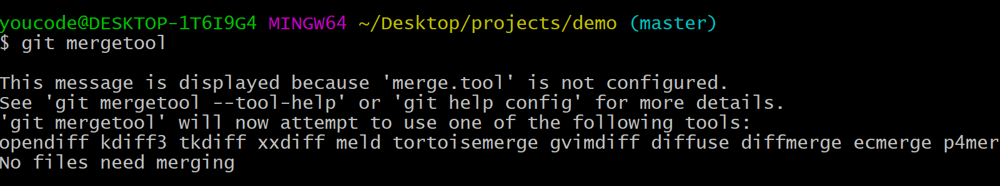 youcode@DESKTOP-1T6I9G4 MINGW64 ~/Desktop/projects/demo (master)
$ git mergetool
This message is displayed because 'merge.tool' is not configured.
See 'git mergetool --tool-help' or 'git help config' for more details.
'git mergetool' will now attempt to use one of the following tools:
opendiff kdiff3 tkdiff xxdiff meld tortoisemerge gvimdiff diffuse diffmerge ecmerge p4mer
No files need merging